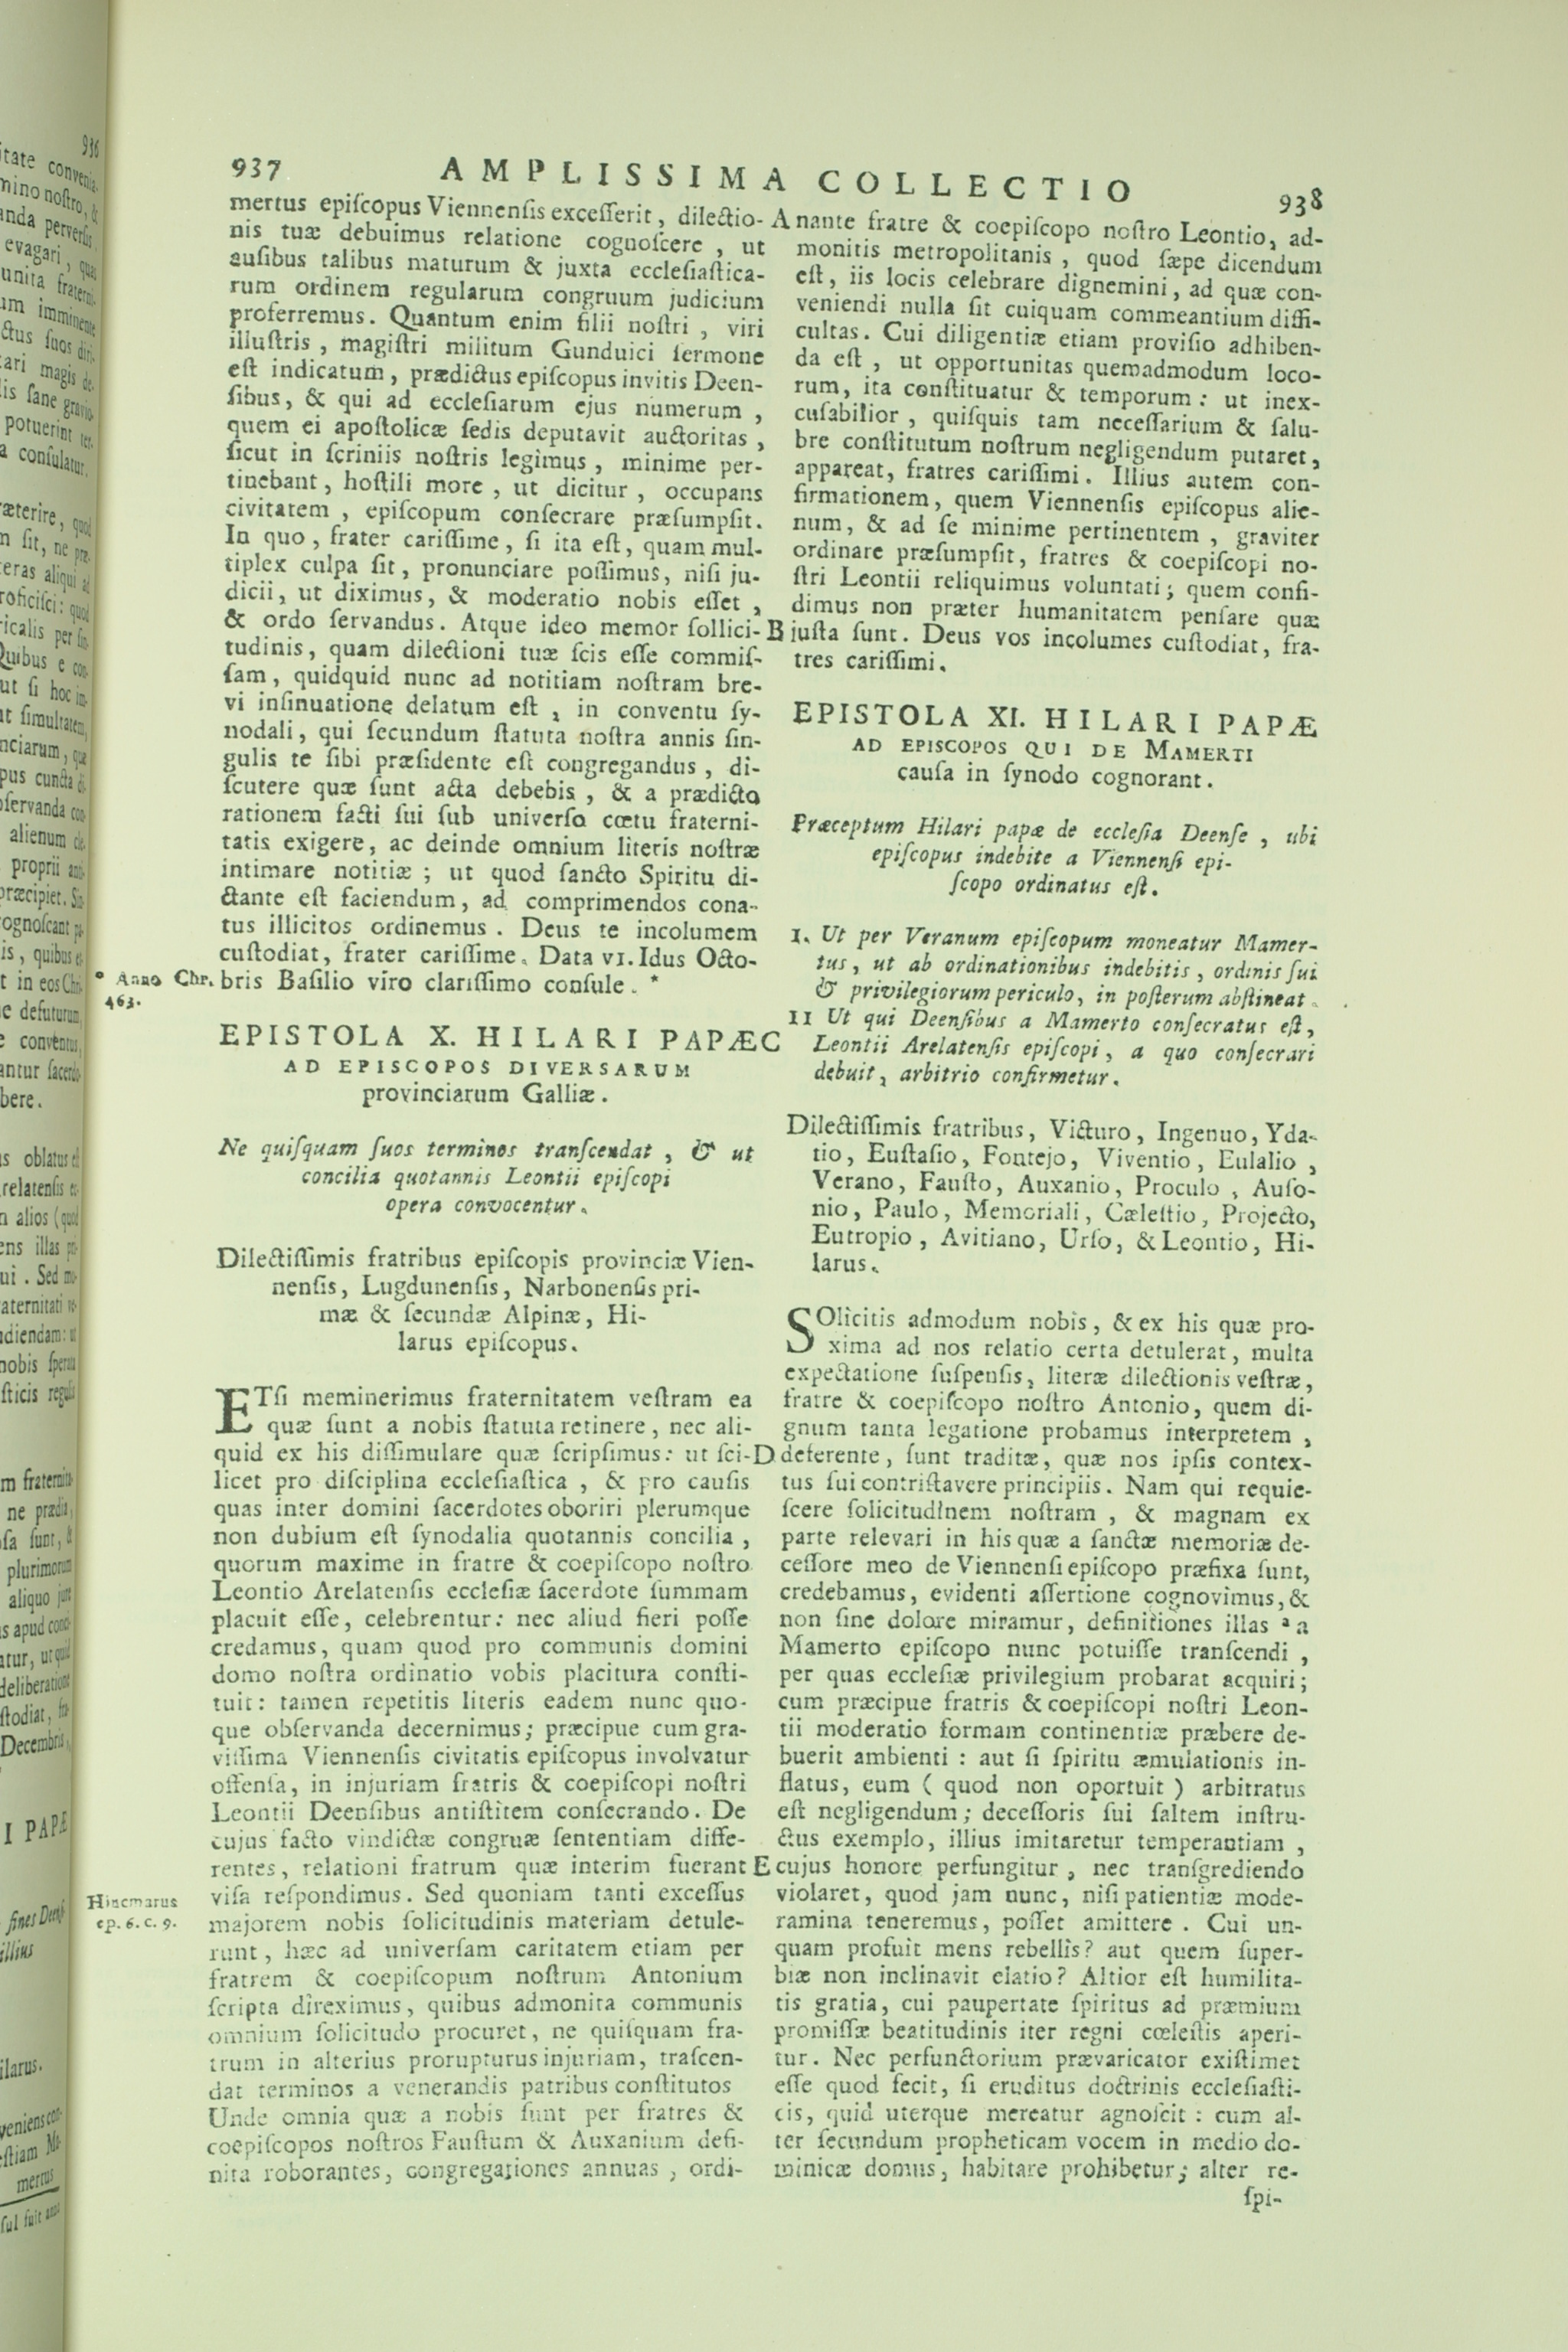 937 AMPLISSIMA COLLECTIO 938
mertus epiſcopus Viennenſis exceſſerit, dilectio-
nis tuæ debuimus relatione cognoſcere, ut
auſibus talibus maturum & juxta eccleſiaſtica-
rum ordinem regularum congruum judicium
proferremus. Quantum enim filii noſtri, viri
illuſtris, magiſtri militum Gunduici ſermone
eſt indicatum, prædictus epiſcopus invitis Deen-
ſibus, & qui ad eccleſiarum ejus numerum,
quem ei apoſtolicæ ſedis deputavit auctoritas,
ſicut in ſcriniis noſtris legimus, minime per-
tinebant, hoſtili more, ut dicitur, occupans
civitatem, epiſcopum conſecrare præſumpſit.
In quo, frater cariſſime, ſi ita eſt, quam mul-
tiplex culpa ſit, pronunciare poſſimus, niſi ju-
dicii, ut diximus, & moderatio nobis eſſet,
& ordo ſervandus. Atque ideo memor ſollici-
tudinis, quam dilectioni tuæ ſcis eſſe commiſ-
ſam, quidquid nunc ad notitiam noſtram bre-
vi inſinuatione delatum eſt, in conventu ſy-
nodali, qui ſecundum ſtatuta noſtra annis ſin-
gulis te ſibi præſidente eſt congregandus, di-
ſcutere quæ ſunt acta debebis, & a prædicto
rationem facti ſui ſub univerſo cœtu fraterni-
tatis exigere, ac deinde omnium literis noſtræ
intimare notitiæ; ut quod ſancto Spiritu di-
ctante eſt faciendum, ad comprimendos cona-
tus illicitos ordinemus. Deus te incolumem
cuſtodiat, frater cariſſime. Data VI. Idus Octo-
bris Baſilio viro clariſſimo conſule. *
* Anno Chr.
463.
EPISTOLA X. HILARI PAPÆ
AD EPISCOPOS DIVERSARUM
provinciarum Galliæ.
Ne quiſquam ſuos terminos tranſcendat, & ut
concilia quotannis Leontii epiſcopi
opera convocentur.
Dilectiſſimis fratribus epiſcopis provinciæ Vien-
nenſis, Lugdunenſis, Narbonenſis pri-
mæ & ſecundæ Alpinæ, Hi-
larus epiſcopus.
ETſi meminerimus fraternitatem veſtram ea
quæ ſunt a nobis ſtatuta retinere, nec ali-
quid ex his diſſimulare quæ ſcripſimus: ut ſci-
licet pro diſciplina eccleſiaſtica, & pro cauſis
quas inter domini ſacerdotes oboriri plerumque
non dubium eſt ſynodalia quotannis concilia,
quorum maxime in fratre & coepiſcopo noſtro
Leontio Arelatenſis eccleſiæ ſacerdote ſummam
placuit eſſe, celebrentur: nec aliud fieri poſſe
credamus, quam quod pro communis domini
domo noſtra ordinatio vobis placitura conſti-
tuit: tamen repetitis literis eadem nunc quo-
que obſervanda decernimus; præcipue cum gra-
viſſima Viennenſis civitatis epiſcopus involvatur
offenſa, in injuriam fratris & coepiſcopi noſtri
Leontii Deenſibus antiſtitem conſecrando. De
cujus facto vindictæ congruæ ſententiam diffe-
rentes, relationi fratrum quæ interim fuerant
viſa reſpondimus. Sed quoniam tanti exceſſus
majorem nobis ſolicitudinis materiam detule-
runt, hæc ad univerſam caritatem etiam per
fratrem & coepiſcopum noſtrum Antonium
ſcripta direximus, quibus admonita communis
omnium ſolicitudo procuret, ne quiſquam fra-
trum in alterius prorupturus injuriam, traſcen-
dat terminos a venerandis patribus conſtitutos
Unde omnia quæ a nobis ſunt per fratres &
coepiſcopos noſtros Fauſtum & Auxanium defi-
nita roborantes, congregationes annuas, ordi-
Hincmarus
ep. 6. c. 9.
A
B
C
D
E
nante fratre & coepiſcopo noſtro Leontio, ad-
monitis metropolitanis, quod ſæpe dicendum
eſt, iis locis celebrare dignemini, ad quæ con-
veniendi nulla ſit cuiquam commeantium diffi-
cultas. Cui diligentiæ etiam proviſio adhiben-
da eſt, ut opportunitas quemadmodum loco-
rum, ita conſtituatur & temporum: ut inex-
cuſabilior, quiſquis tam neceſſarium & ſalu-
bre conſtitutum noſtrum negligendum putaret,
appareat, fratres cariſſimi. Illius autem con-
firmationem, quem Viennenſis epiſcopus alie-
num, & ad ſe minime pertinentem, graviter
ordinare præſumpſit, fratres & coepiſcopi no-
ſtri Leontii reliquimus voluntati; quem confi-
dimus non præter humanitatem penſare quæ
juſta ſunt. Deus vos incolumes cuſtodiat, fra-
tres cariſſimi.
EPISTOLA XI. HILARI PAPÆ
AD EPISCOPOS QUI DE MAMERTI
cauſa in ſynodo cognorant.
Præceptum Hilari papæ de eccleſia Deenſe, ubi
epiſcopus indebite a Viennenſi epi-
ſcopo ordinatus eſt.
I. Ut per Veranum epiſcopum moneatur Mamer-
tus, ut ab ordinationibus indebitis, ordinis ſui
& privilegiorum periculo, in poſterum abſtineat.
II Ut qui Deenſibus a Mamerto conſecratus eſt,
Leontii Arelatenſis epiſcopi, a quo conſecrari
debuit, arbitrio confirmetur.
Dilectiſſimis fratribus, Victuro, Ingenuo, Yda-
tio, Euſtaſio, Fontejo, Viventio, Eulalio,
Verano, Fauſto, Auxanio, Proculo, Auſo-
nio, Paulo, Memoriali, Cæleſtio, Projecto,
Eutropio, Avitiano, Urſo, & Leontio, Hi-
larus.
SOlicitis admodum nobis, & ex his quæ pro-
xima ad nos relatio certa detulerat, multa
expectatione ſuſpenſis, literæ dilectionis veſtræ,
fratre & coepiſcopo noſtro Antonio, quem di-
gnum tanta legatione probamus interpretem,
deferente, ſunt traditæ, quæ nos ipſis contex-
tus ſui contriſtavere principiis. Nam qui requie-
ſcere ſolicitudinem noſtram, & magnam ex
parte relevari in his quæ a ſanctæ memoriæ de-
ceſſore meo de Viennenſi epiſcopo præfixa ſunt,
credebamus, evidenti aſſertione cognovimus, &
non ſine dolore miramur, definitiones illas ª a
Mamerto epiſcopo nunc potuiſſe tranſcendi,
per quas eccleſiæ privilegium probarat acquiri;
cum præcipue fratris & coepiſcopi noſtri Leon-
tii moderatio formam continentiæ præbere de-
buerit ambienti: aut ſi ſpiritu æmulationis in-
flatus, eum (quod non oportuit) arbitratus
eſt negligendum; deceſſoris ſui ſaltem inſtru-
ctus exemplo, illius imitaretur temperantiam,
cujus honore perfungitur, nec tranſgrediendo
violaret, quod jam nunc, niſi patientiæ mode-
ramina teneremus, poſſet amittere. Cui un-
quam profuit mens rebellis? aut quem ſuper-
biæ non inclinavit elatio? Altior eſt humilita-
tis gratia, cui paupertate ſpiritus ad præmium
promiſſæ beatitudinis iter regni cœleſtis aperi-
tur. Nec perfunctorium prævaricator exiſtimet
eſſe quod fecit, ſi eruditus doctrinis eccleſiaſti-
cis, quid uterque mereatur agnoſcit: cum al-
ter ſecundum propheticam vocem in medio do-
minicæ domus, habitare prohibetur; alter re-
ſpi-